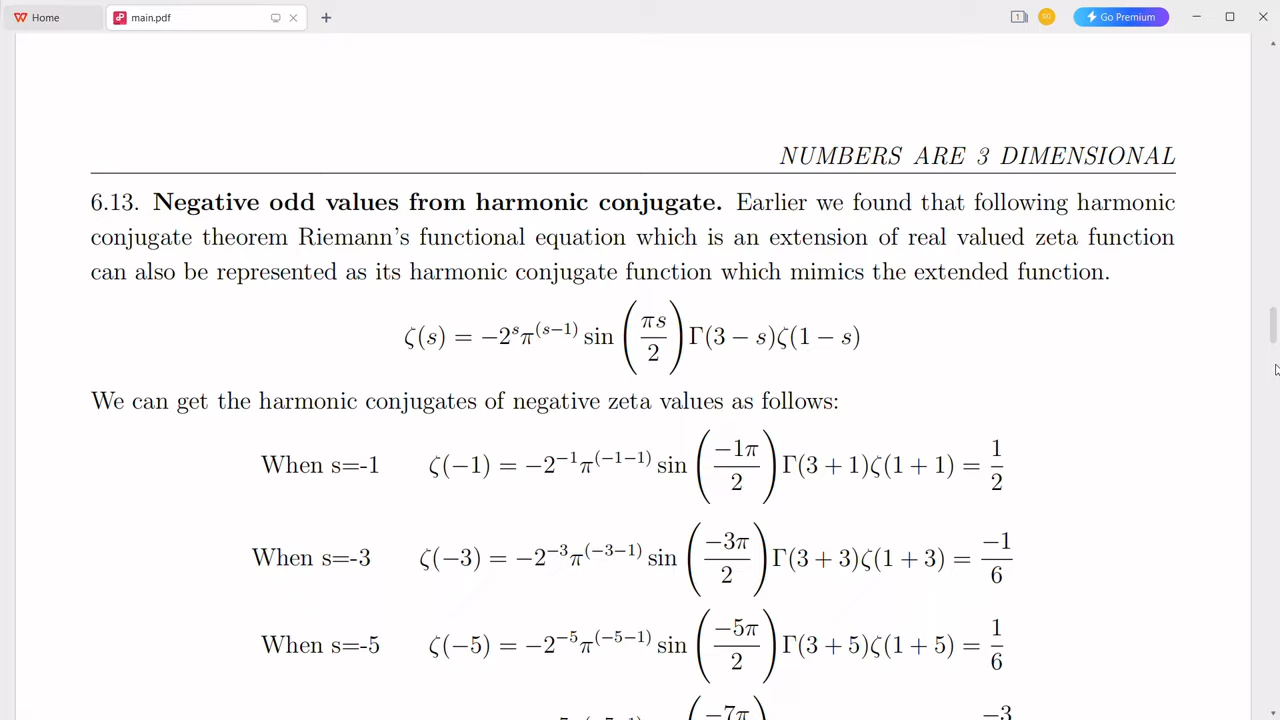 Home
main.pdf
1
Go Premium
NUMBERS ARE 3 DIMENSIONAL
6.13. Negative odd values from harmonic conjugate. Earlier we found that following harmonic
conjugate theorem Riemann's functional equation which is an extension of real valued zeta function
can also be represented as its harmonic conjugate function which mimics the extended function.
ζ(s) = −2^s π^(s−1) sin(πs/2) Γ(3 − s)ζ(1 − s)
We can get the harmonic conjugates of negative zeta values as follows:
When s=-1 ζ(−1) = −2^−1 π^(−1−1) sin(−1π/2) Γ(3 + 1)ζ(1 + 1) = 1/2
When s=-3 ζ(−3) = −2^−3 π^(−3−1) sin(−3π/2) Γ(3 + 3)ζ(1 + 3) = −1/6
When s=-5 ζ(−5) = −2^−5 π^(−5−1) sin(−5π/2) Γ(3 + 5)ζ(1 + 5) = 1/6
−7π −3